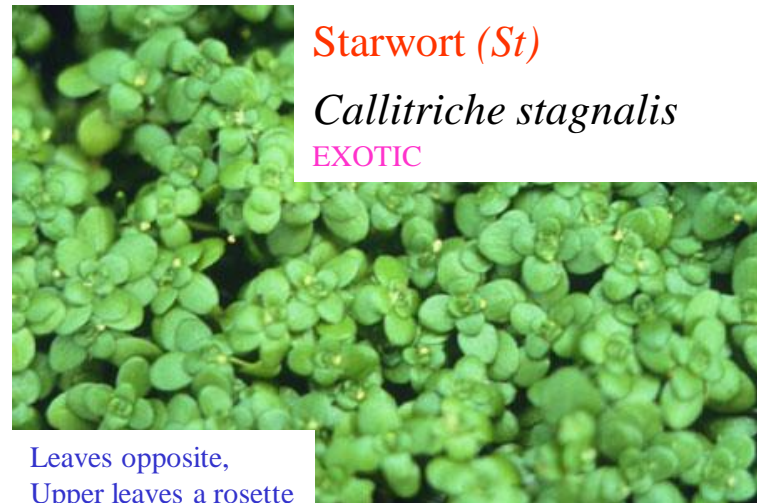 Starwort (St)
Callitriche stagnalis
EXOTIC
Leaves opposite,
Upper leaves a rosette